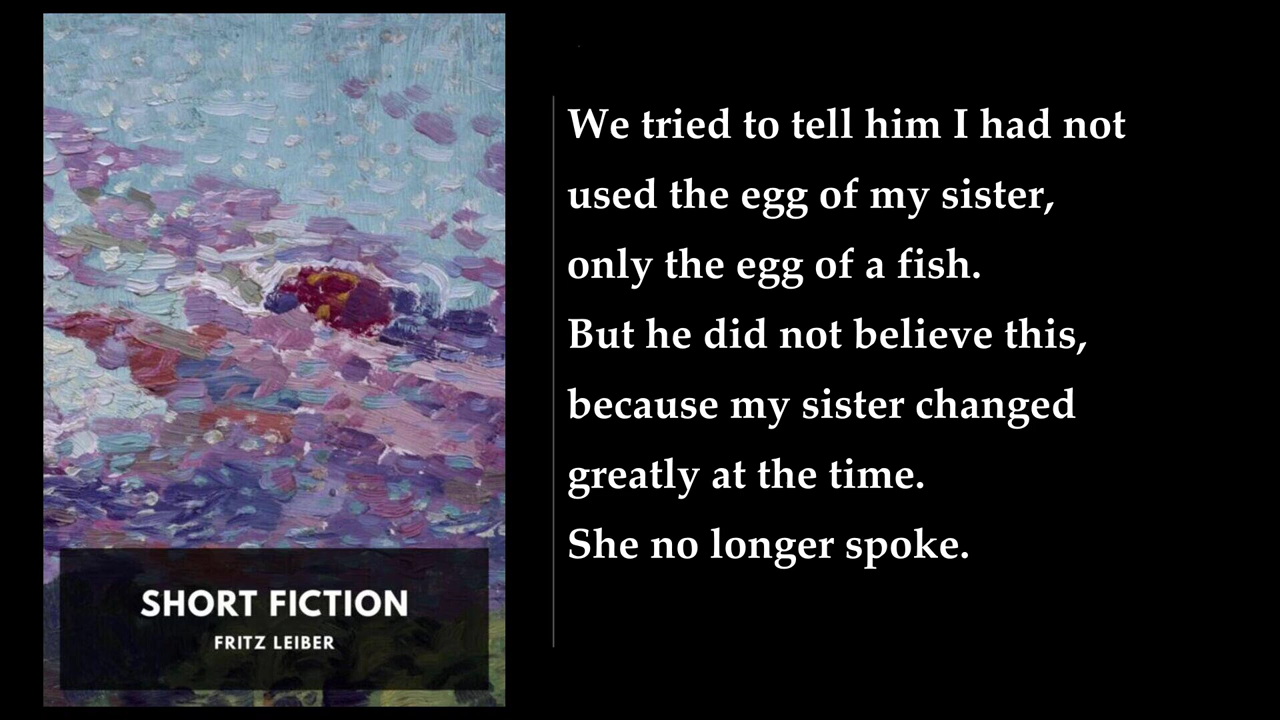 We tried to tell him I had not
used the egg of my sister,
only the egg of a fish.
But he did not believe this,
because my sister changed
greatly at the time.
She no longer spoke.
SHORT FICTION
FRITZ LEIBER